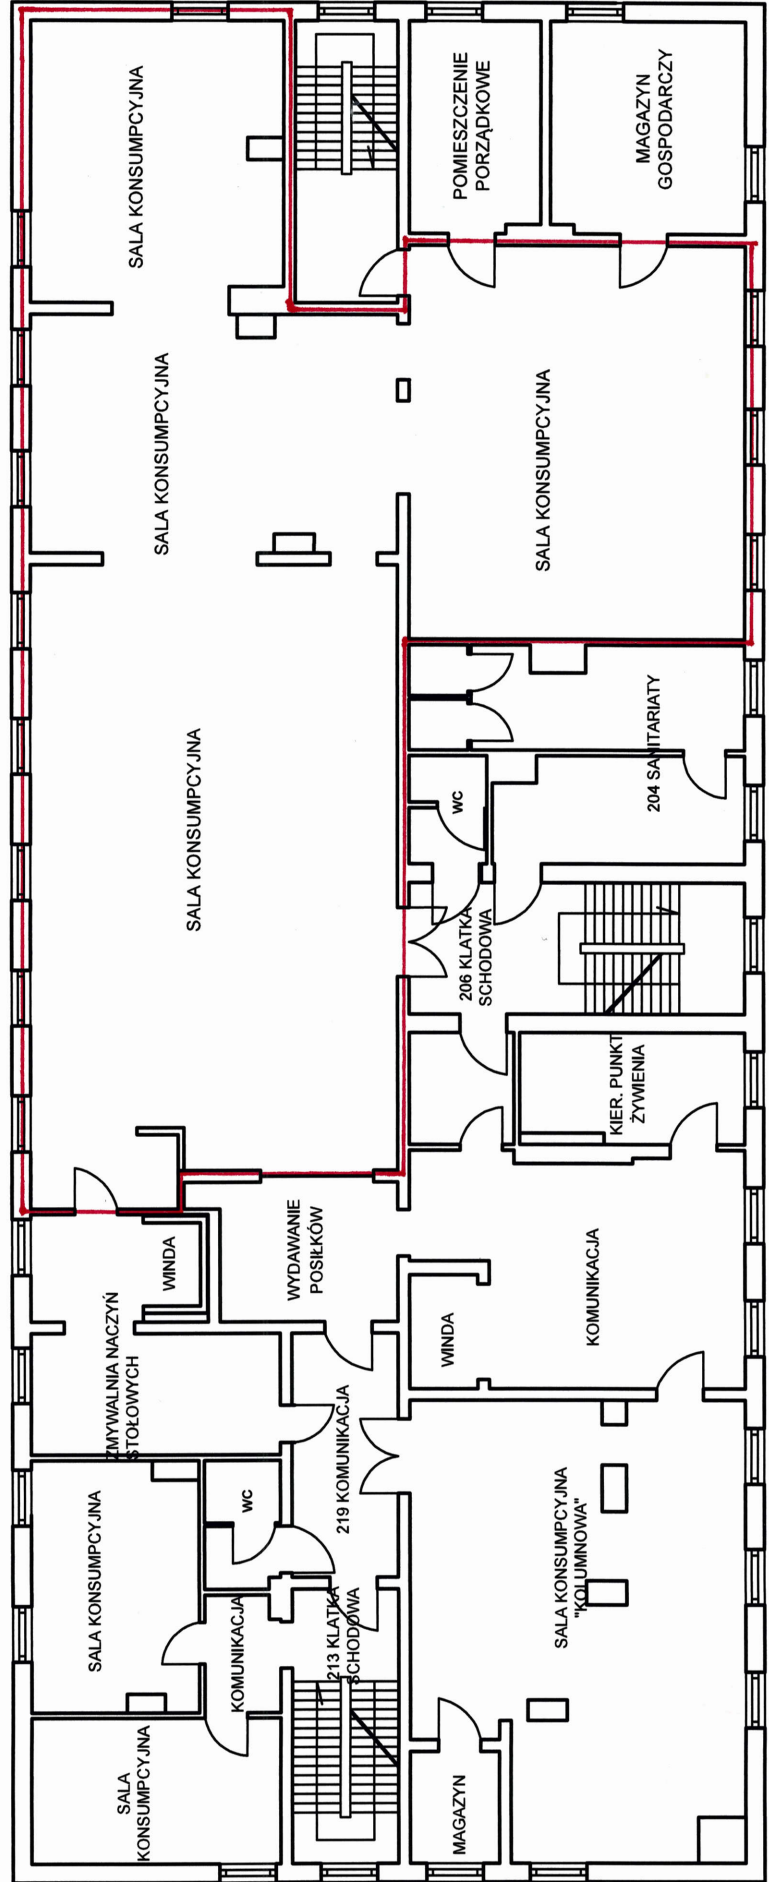 SALA KONSUMPCYJNA
POMIESZCZENIE
PORZĄDKOWE
MAGAZYN
GOSPODARCZY
SALA KONSUMPCYJNA
SALA KONSUMPCYJNA
SALA KONSUMPCYJNA
204 SANITARIATY
WC
206 KLATKA
SCHODOWA
KIER. PUNKT
ŻYWIENIA
WYDAWANIE
POSIŁKÓW
WINDA
KOMUNIKACJA
WINDA
ZMYWALNIA NACZYŃ
STOŁOWYCH
219 KOMUNIKACJA
WC
SALA KONSUMPCYJNA
SALA KONSUMPCYJNA
"KOLUMNOWA"
KOMUNIKACJA
213 KLATKA
SCHODOWA
SALA
KONSUMPCYJNA
MAGAZYN